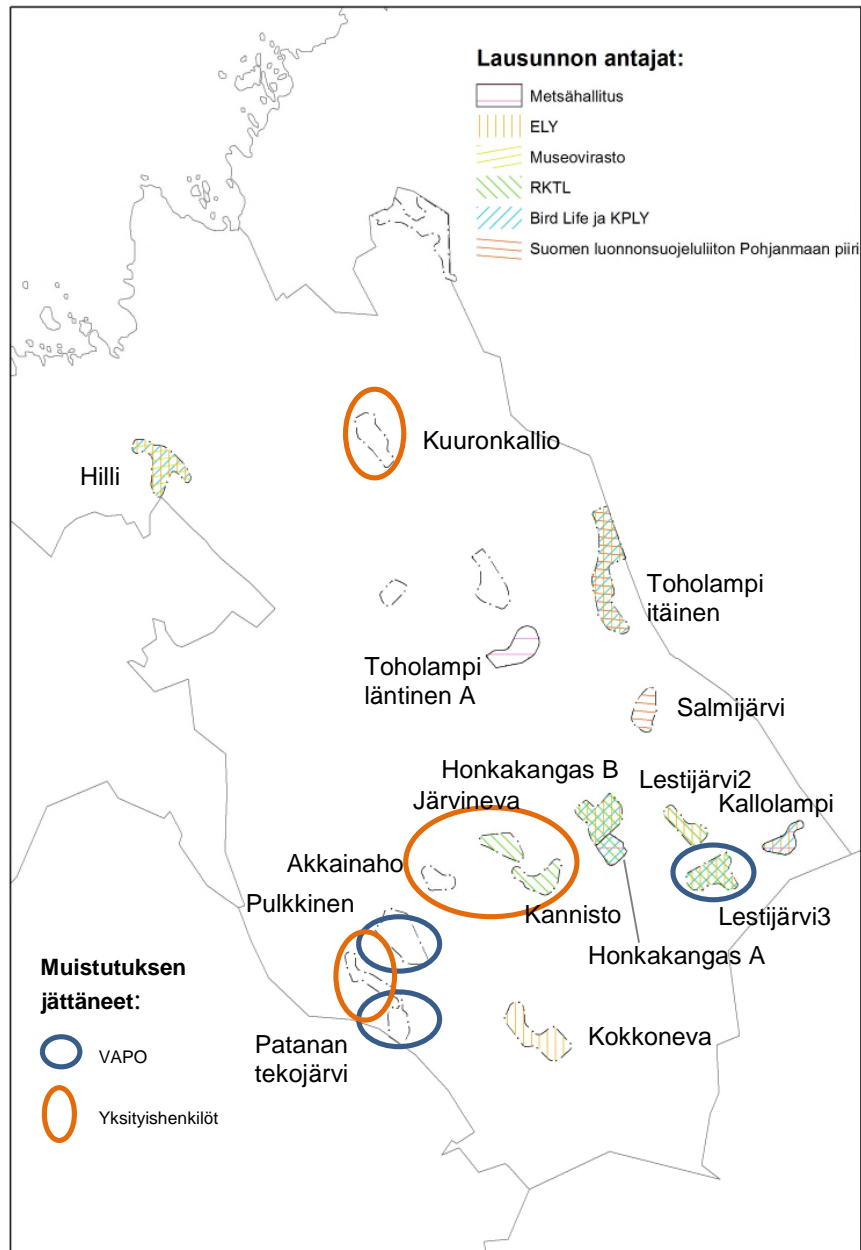 Lausunnon antajat:
Metsähallitus
ELY
Museovirasto
RKTL
Bird Life ja KPLY
Suomen luonnonsuojeluliiton Pohjanmaan piiri
Kuuronkallio
Hilli
Toholampi
itäinen
Toholampi
läntinen A
Salmijärvi
Honkakangas B
Lestijärvi2
Järvineva
Kallolampi
Akkainaho
Pulkkinen
Kannisto
Lestijärvi3
Honkakangas A
Muistutuksen
jättäneet:
VAPO
Yksityishenkilöt
Patanan
tekojärvi
Kokkoneva